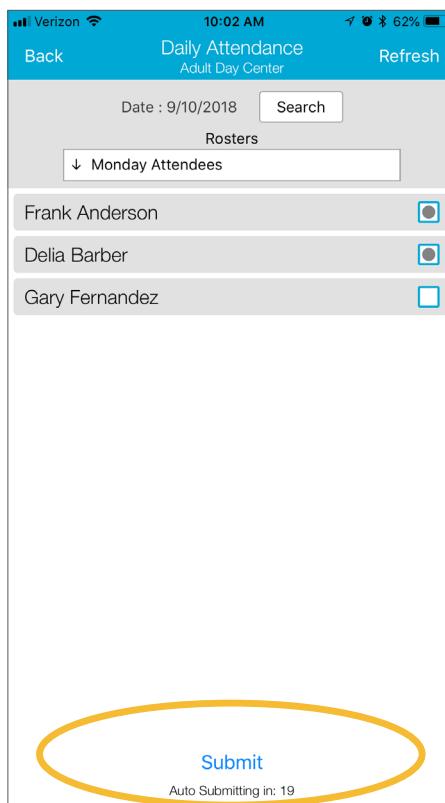 Verizon 10:02 AM 62%
Back Daily Attendance Refresh
Adult Day Center
Date : 9/10/2018 Search
Rosters
↓ Monday Attendees
Frank Anderson
Delia Barber
Gary Fernandez
Submit
Auto Submitting in: 19